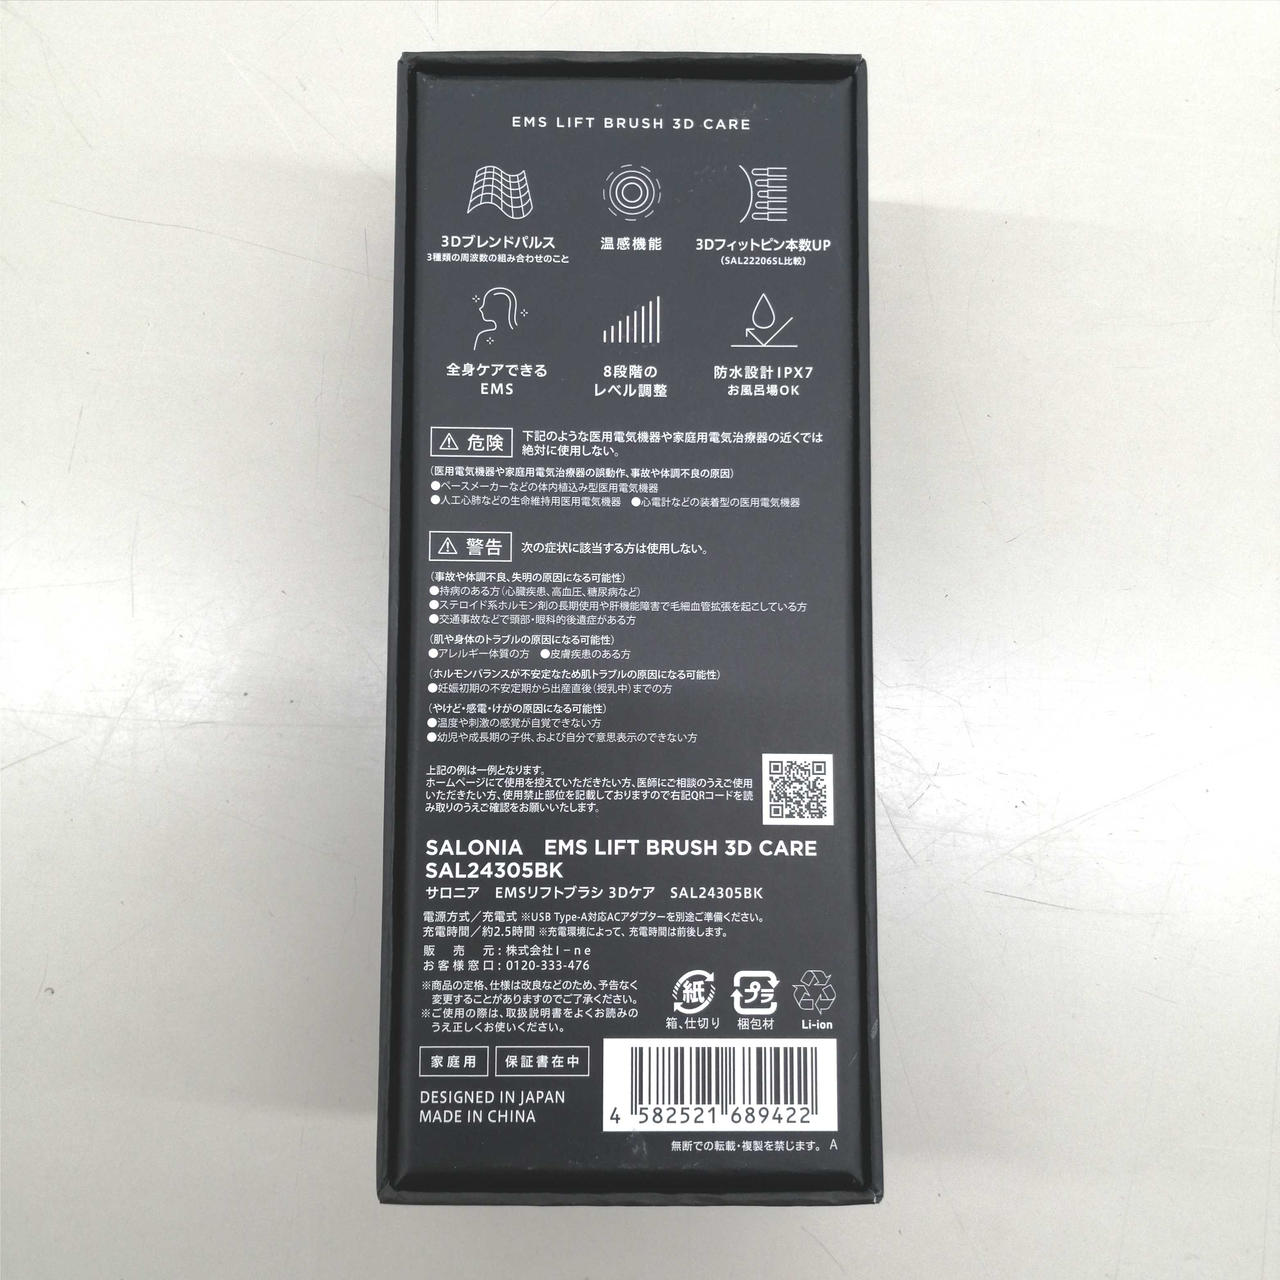 EMS LIFT BRUSH 3D CARE
3Dブレンドパルス
3種類の周波数の組み合わせのこと
温感機能
3Dフィットピン本数UP
(SAL22206SL比較)
全身ケアできる
EMS
8段階の
レベル調整
防水設計IPX7
お風呂場OK
危険
下記のような医用電気機器や家庭用電気治療器の近くでは
絶対に使用しない。
(医用電気機器や家庭用電気治療器の誤動作、事故や体調不良の原因)
●ペースメーカーなどの体内植込み型医用電気機器
●人工心肺などの生命維持用医用電気機器 ●心電計などの装着型の医用電気機器
警告
次の症状に該当する方は使用しない。
(事故や体調不良、失明の原因になる可能性)
●持病のある方(心臓疾患、高血圧、糖尿病など)
●ステロイド系ホルモン剤の長期使用や肝機能障害で毛細血管拡張を起こしている方
●交通事故などで頭部・眼科的後遺症がある方
(肌や身体のトラブルの原因になる可能性)
●アレルギー体質の方 ●皮膚疾患のある方
(ホルモンバランスが不安定なため肌トラブルの原因になる可能性)
●妊娠初期の不安定期から出産直後(授乳中)までの方
(やけど・感電・けがの原因になる可能性)
●温度や刺激の感覚が自覚できない方
●幼児や成長期の子供、および自分で意思表示のできない方
上記の例は一例となります。
ホームページにて使用を控えていただきたい方、医師にご相談のうえご使用
いただきたい方、使用禁止部位を記載しておりますので右記QRコードを読
み取りのうえご確認をお願いいたします。
SALONIA EMS LIFT BRUSH 3D CARE
SAL24305BK
サロニア EMSリフトブラシ 3Dケア SAL24305BK
電源方式/充電式 ※USB Type-A対応ACアダプターを別途ご準備ください。
充電時間/約2.5時間 ※充電環境によって、充電時間は前後します。
販売元:株式会社I-ne
お客様窓口:0120-333-476
※商品の定格、仕様は改良などのため、予告なく
変更することがありますのでご了承ください。
※ご使用の際は、取扱説明書をよくお読みの
うえ正しくお使いください。
紙
箱、仕切り
プラ
梱包材
Li-ion
家庭用
保証書在中
DESIGNED IN JAPAN
MADE IN CHINA
4 582521 689422
無断での転載・複製を禁じます。 A